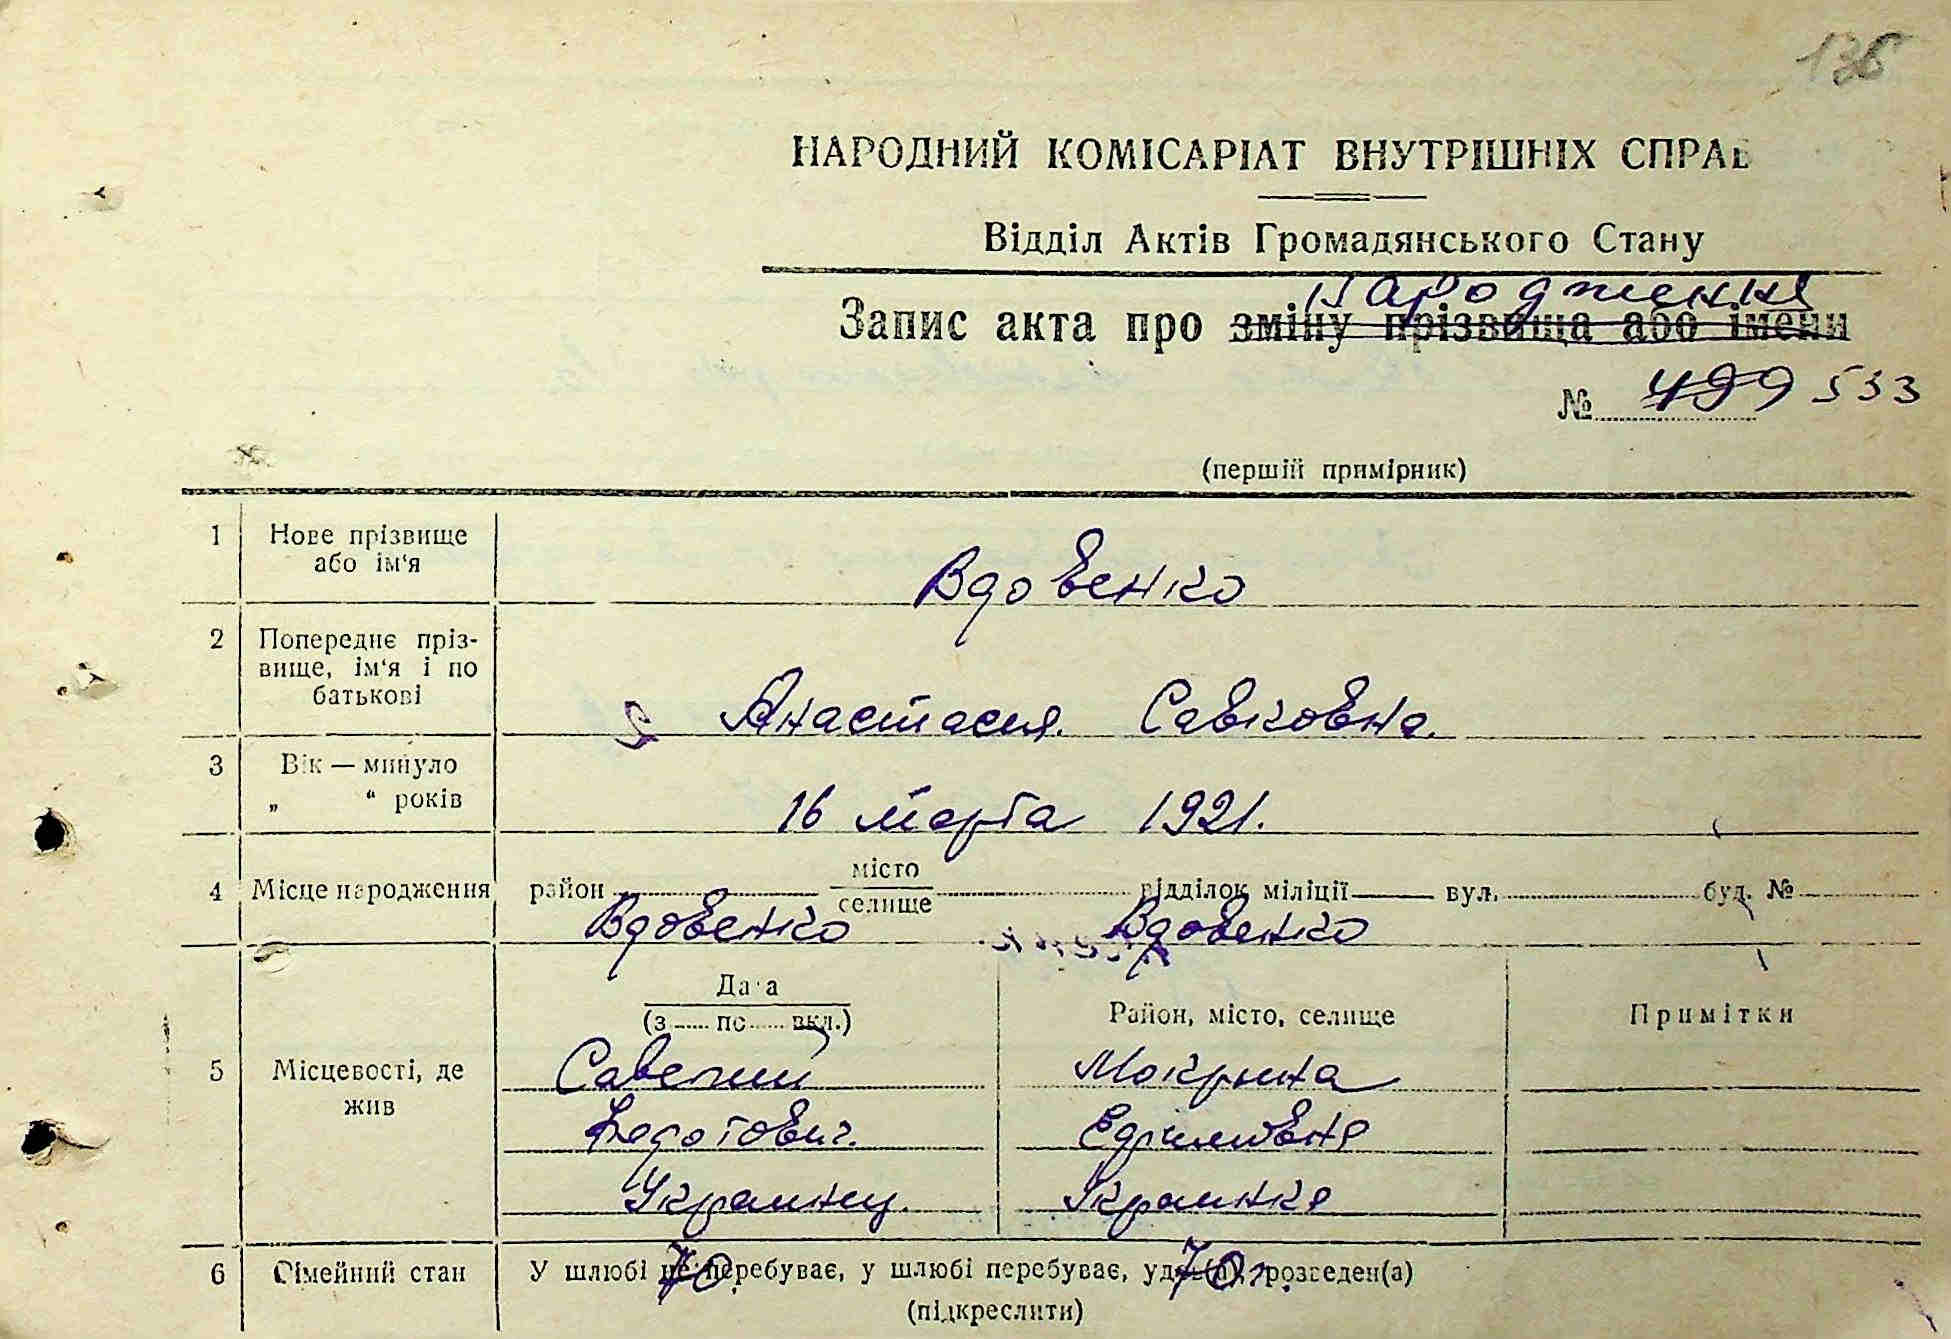 136
НАРОДНИЙ КОМІСАРІАТ ВНУТРІШНІХ СПРАВ
Відділ Актів Громадянського Стану
народження
Запис акта про зміну прізвища або імени
№ 499 533
(перший примірник)
1 Нове прізвище або ім'я
Вдовенко
2 Попереднє пріз-
вище, ім'я і по
батькові
Анастасия. Савковна.
3 Вік — минуло
„ “ років
16 марта 1921.
4 Місце народження район місто селище відділок міліції вул. буд. №
Вдовенко Вдовенко
Дата
(з по вкл.) Район, місто, селище Примітки
5 Місцевості, де
жив
Савелий Мокрина
Федотович. Ефимовна
Украинец. Украинка
6 Сімейний стан У шлюбі не перебуває, у шлюбі перебуває, удів(а), розведен(а)
70 70 л.
(підкреслити)